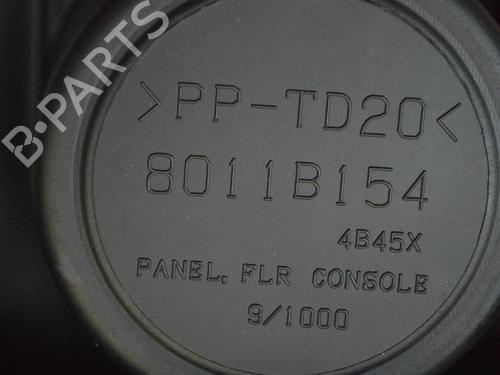 B-PARTS
>PP-TD20<
8011B154
4B45X
PANEL, FLR CONSOLE
9/1000